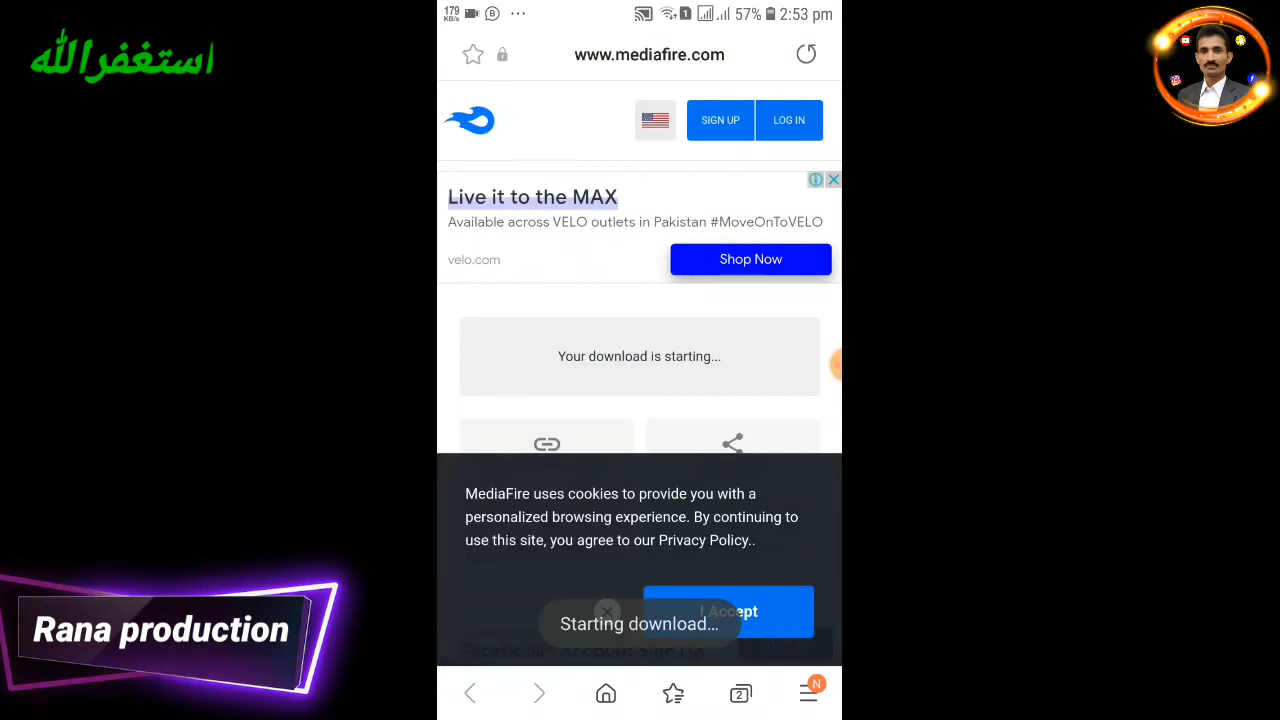 179
KB/s
1
57%
2:53 pm
استغفرالله
www.mediafire.com
SIGN UP
LOG IN
Live it to the MAX
Available across VELO outlets in Pakistan #MoveOnToVELO
velo.com
Shop Now
Your download is starting...
MediaFire uses cookies to provide you with a
personalized browsing experience. By continuing to
use this site, you agree to our Privacy Policy..
I Accept
Starting download...
Rana production
2
N